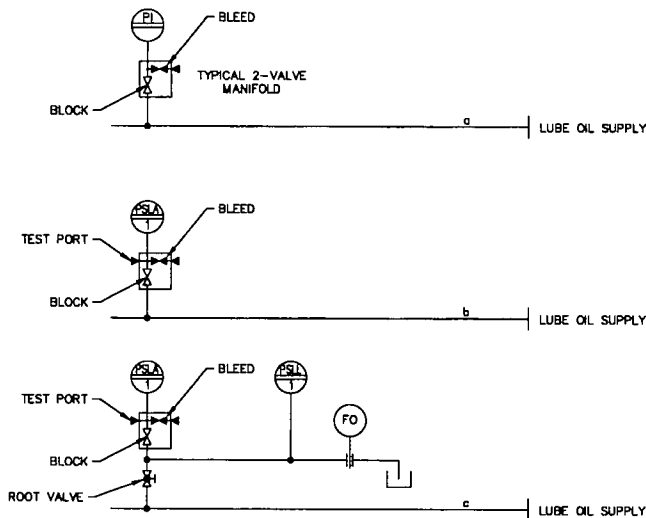 PI
BLEED
TYPICAL 2-VALVE
MANIFOLD
BLOCK
a
LUBE OIL SUPPLY
PSLA
1
BLEED
TEST PORT
BLOCK
b
LUBE OIL SUPPLY
PSLA
1
BLEED
PSLL
1
TEST PORT
FO
BLOCK
ROOT VALVE
c
LUBE OIL SUPPLY